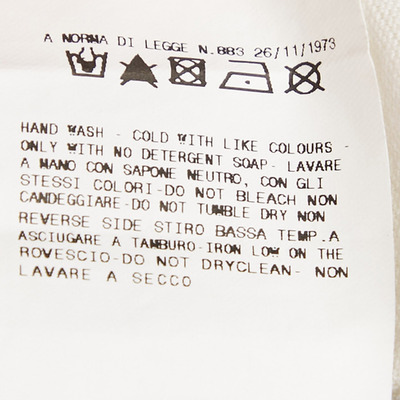 A NORMA DI LEGGE N.883 26/11/1973
HAND WASH - COLD WITH LIKE COLOURS -
ONLY WITH NO DETERGENT SOAP- LAVARE
A MANO CON SAPONE NEUTRO, CON GLI
STESSI COLORI-DO NOT BLEACH NON
CANDEGGIARE-DO NOT TUMBLE DRY NON
REVERSE SIDE STIRO BASSA TEMP.A
ASCIUGARE A TAMBURO-IRON LOW ON THE
ROVESCIO-DO NOT DRYCLEAN- NON
LAVARE A SECCO